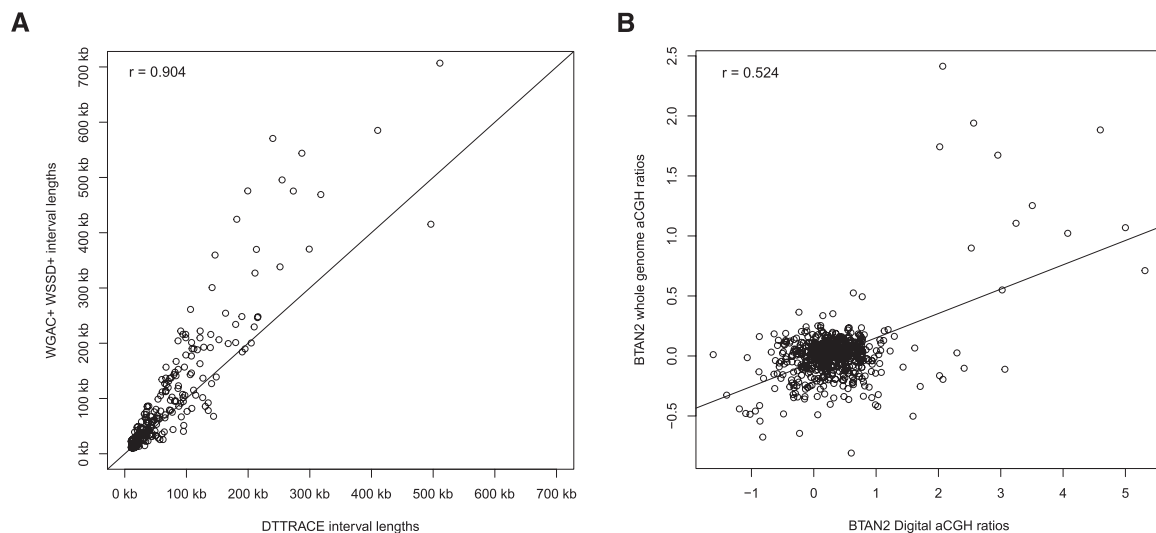 A
r = 0.904
WGAC+ WSSD+ interval lengths
700 kb
600 kb
500 kb
400 kb
300 kb
200 kb
100 kb
0 kb
0 kb 100 kb 200 kb 300 kb 400 kb 500 kb 600 kb 700 kb
DTTRACE interval lengths
B
r = 0.524
BTAN2 whole genome aCGH ratios
2.5
2.0
1.5
1.0
0.5
0.0
−0.5
−1 0 1 2 3 4 5
BTAN2 Digital aCGH ratios